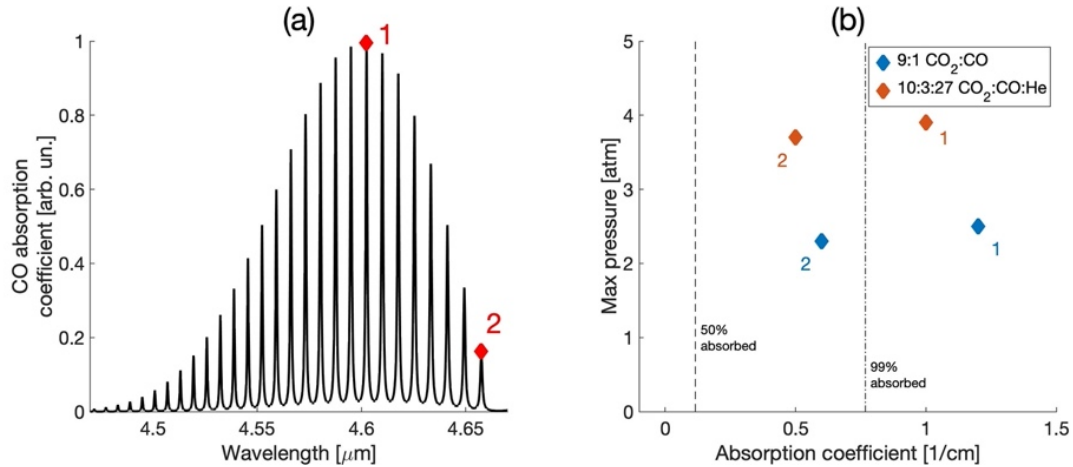 (a)
1
2
1
0.8
0.6
0.4
0.2
0
CO absorption
coefficient [arb. un.]
4.5
4.55
4.6
4.65
Wavelength [μm]
(b)
9:1 CO₂:CO
10:3:27 CO₂:CO:He
5
4
3
2
1
0
Max pressure [atm]
2
1
2
1
50%
absorbed
99%
absorbed
0
0.5
1
1.5
Absorption coefficient [1/cm]